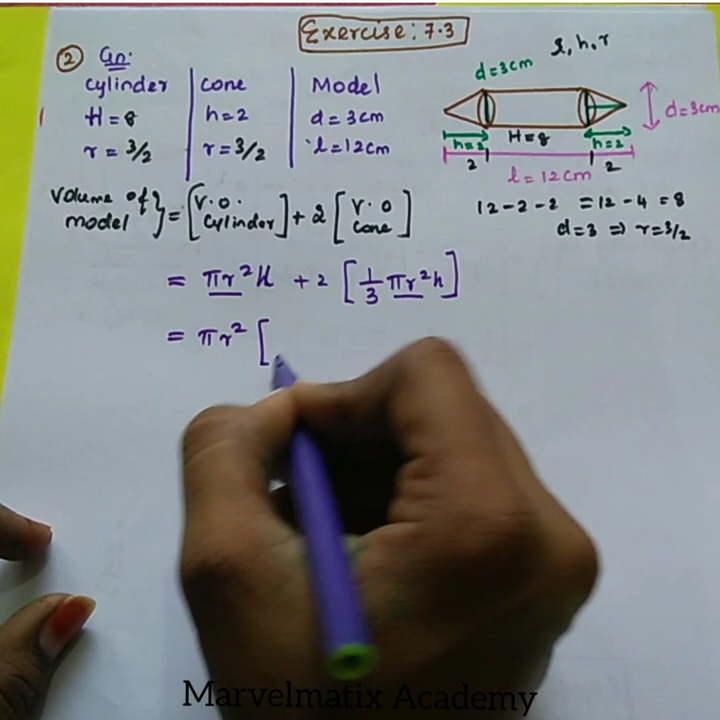 Exercise: 7.3
② Gn:
Cylinder | Cone | Model
H = 8 | h = 2 | d = 3cm
r = 3/2 | r = 3/2 | l = 12cm
l, h, r
d = 3cm
d = 3cm
h = 2 H = 8 h = 2
2 2
l = 12cm
12 - 2 - 2 = 12 - 4 = 8
d = 3 ⇒ r = 3/2
Volume of model } = [V.O. Cylinder] + 2 [V.O Cone]
= πr²H + 2 [1/3 πr²h]
= πr² [
Marvelmatix Academy